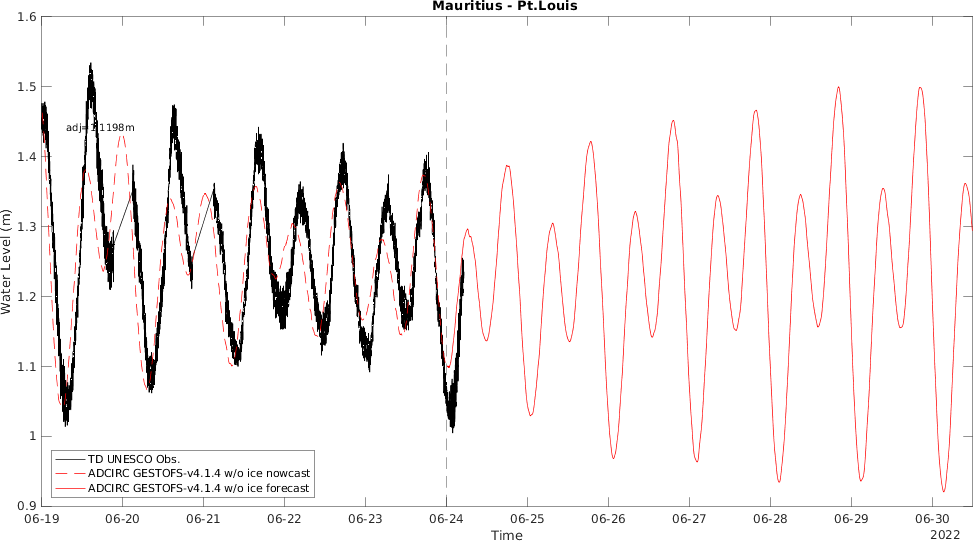 Mauritius - Pt.Louis
1.6
1.5
1.4
1.3
1.2
1.1
1
0.9
Water Level (m)
adj=1.1198m
TD UNESCO Obs.
ADCIRC GESTOFS-v4.1.4 w/o ice nowcast
ADCIRC GESTOFS-v4.1.4 w/o ice forecast
06-19 06-20 06-21 06-22 06-23 06-24 06-25 06-26 06-27 06-28 06-29 06-30
Time
2022